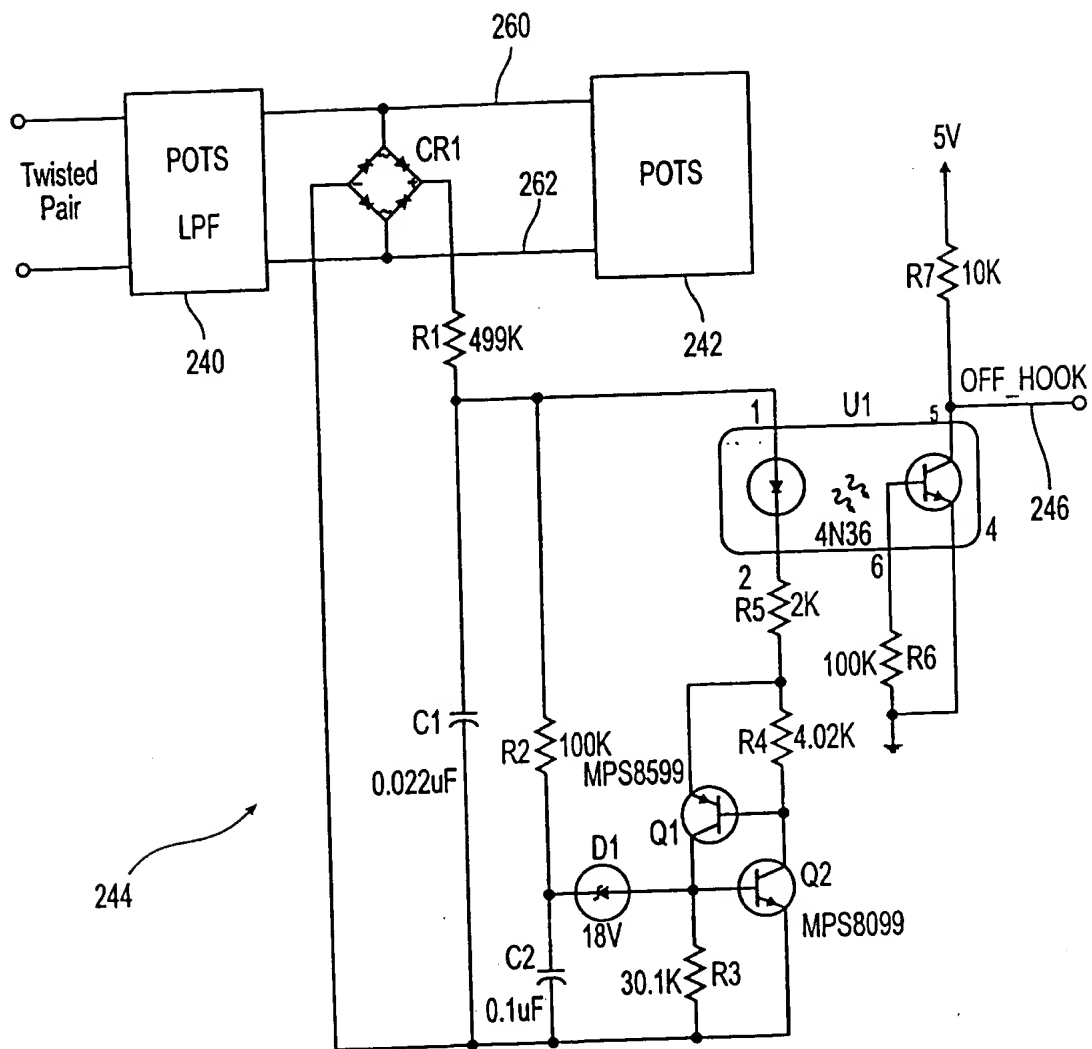 260
Twisted
Pair
POTS
LPF
CR1
POTS
262
5V
240
R1 499K
242
R7 10K
OFF_HOOK
U1
1
5
4N36
4
246
2
6
R5 2K
100K R6
C1
0.022uF
R2 100K
R4 4.02K
MPS8599
Q1
244
D1
18V
Q2
MPS8099
C2
0.1uF
30.1K R3